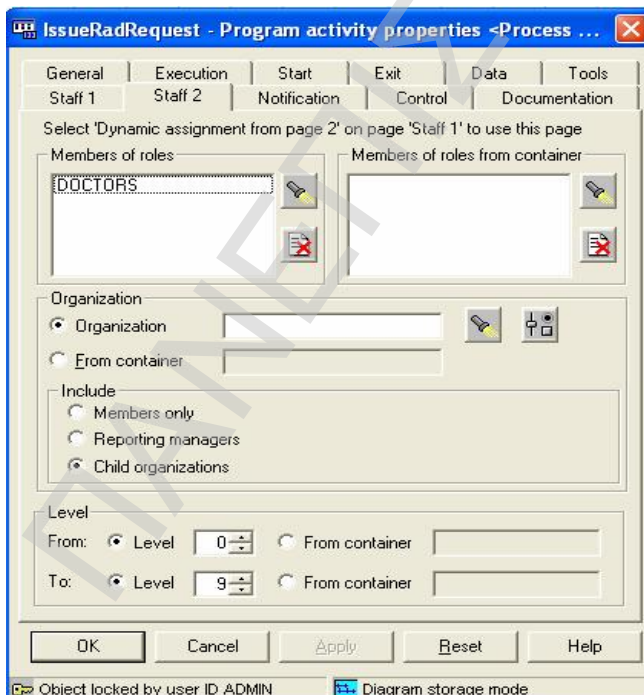 IssueRadRequest - Program activity properties <Process ...
General Execution Start Exit Data Tools
Staff 1 Staff 2 Notification Control Documentation
Select 'Dynamic assignment from page 2' on page 'Staff 1' to use this page
Members of roles Members of roles from container
DOCTORS
Organization
Organization
From container
Include
Members only
Reporting managers
Child organizations
Level
From: Level 0 From container
To: Level 9 From container
OK Cancel Apply Reset Help
Object locked by user ID ADMIN Diagram storage mode
ΠΑΝΕΠΙΣ